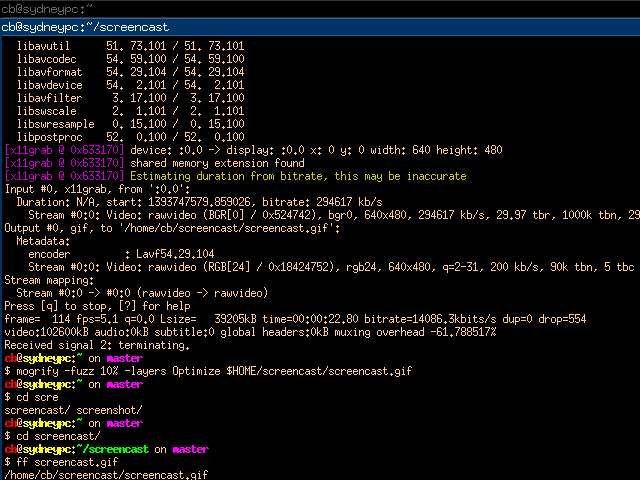 cb@sydneypc:~
cb@sydneypc:~/screencast
libavutil 51. 73.101 / 51. 73.101
libavcodec 54. 59.100 / 54. 59.100
libavformat 54. 29.104 / 54. 29.104
libavdevice 54. 2.101 / 54. 2.101
libavfilter 3. 17.100 / 3. 17.100
libswscale 2. 1.101 / 2. 1.101
libswresample 0. 15.100 / 0. 15.100
libpostproc 52. 0.100 / 52. 0.100
[x11grab @ 0x633170] device: :0.0 -> display: :0.0 x: 0 y: 0 width: 640 height: 480
[x11grab @ 0x633170] shared memory extension found
[x11grab @ 0x633170] Estimating duration from bitrate, this may be inaccurate
Input #0, x11grab, from ':0.0':
Duration: N/A, start: 1393747579.859026, bitrate: 294617 kb/s
Stream #0:0: Video: rawvideo (BGR[0] / 0x524742), bgr0, 640x480, 294617 kb/s, 29.97 tbr, 1000k tbn, 29
Output #0, gif, to '/home/cb/screencast/screencast.gif':
Metadata:
encoder : Lavf54.29.104
Stream #0:0: Video: rawvideo (RGB[24] / 0x18424752), rgb24, 640x480, q=2-31, 200 kb/s, 90k tbn, 5 tbc
Stream mapping:
Stream #0:0 -> #0:0 (rawvideo -> rawvideo)
Press [q] to stop, [?] for help
frame= 114 fps=5.1 q=0.0 Lsize= 39205kB time=00:00:22.80 bitrate=14086.3kbits/s dup=0 drop=554
video:102600kB audio:0kB subtitle:0 global headers:0kB muxing overhead -61.788517%
Received signal 2: terminating.
cb@sydneypc:~ on master
$ mogrify -fuzz 10% -layers Optimize $HOME/screencast/screencast.gif
cb@sydneypc:~ on master
$ cd scre
screencast/ screenshot/
cb@sydneypc:~ on master
$ cd screencast/
cb@sydneypc:~/screencast on master
$ ff screencast.gif
/home/cb/screencast/screencast.gif